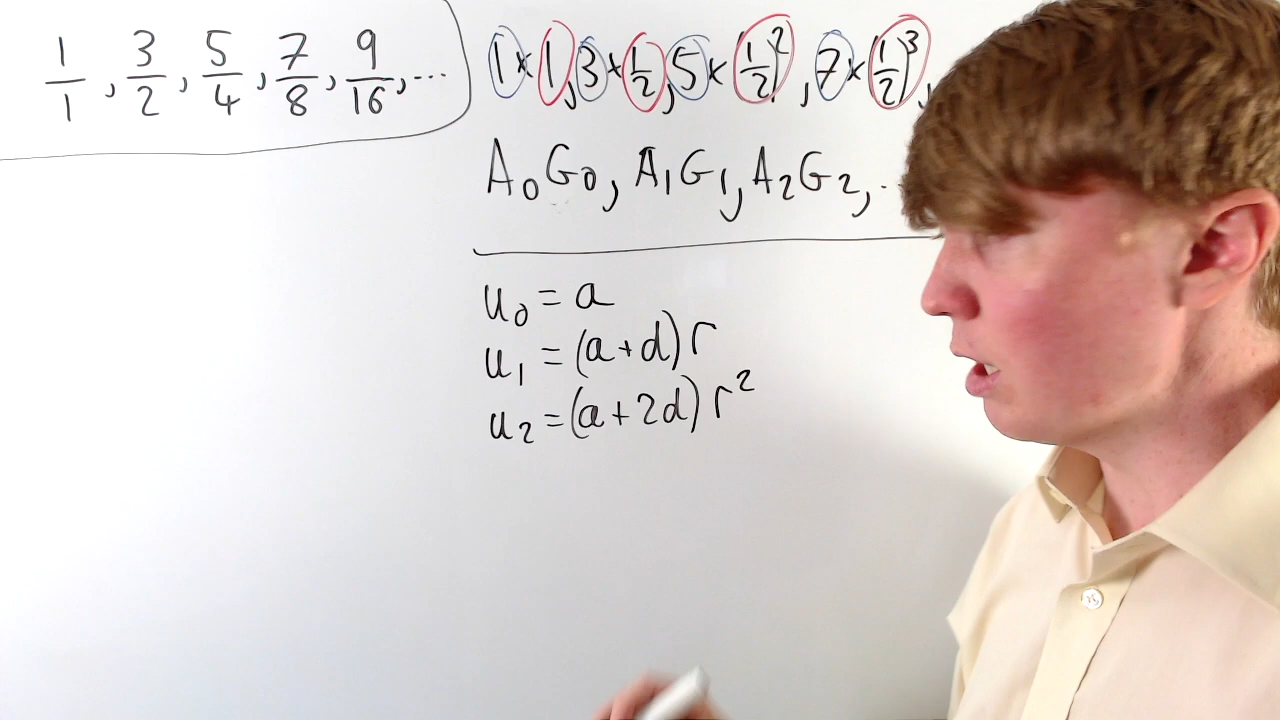 1/1, 3/2, 5/4, 7/8, 9/16, ...
1×1, 3×1/2, 5×(1/2)², 7×(1/2)³,
A₀G₀, A₁G₁, A₂G₂, ..
u₀ = a
u₁ = (a+d)r
u₂ = (a+2d)r²